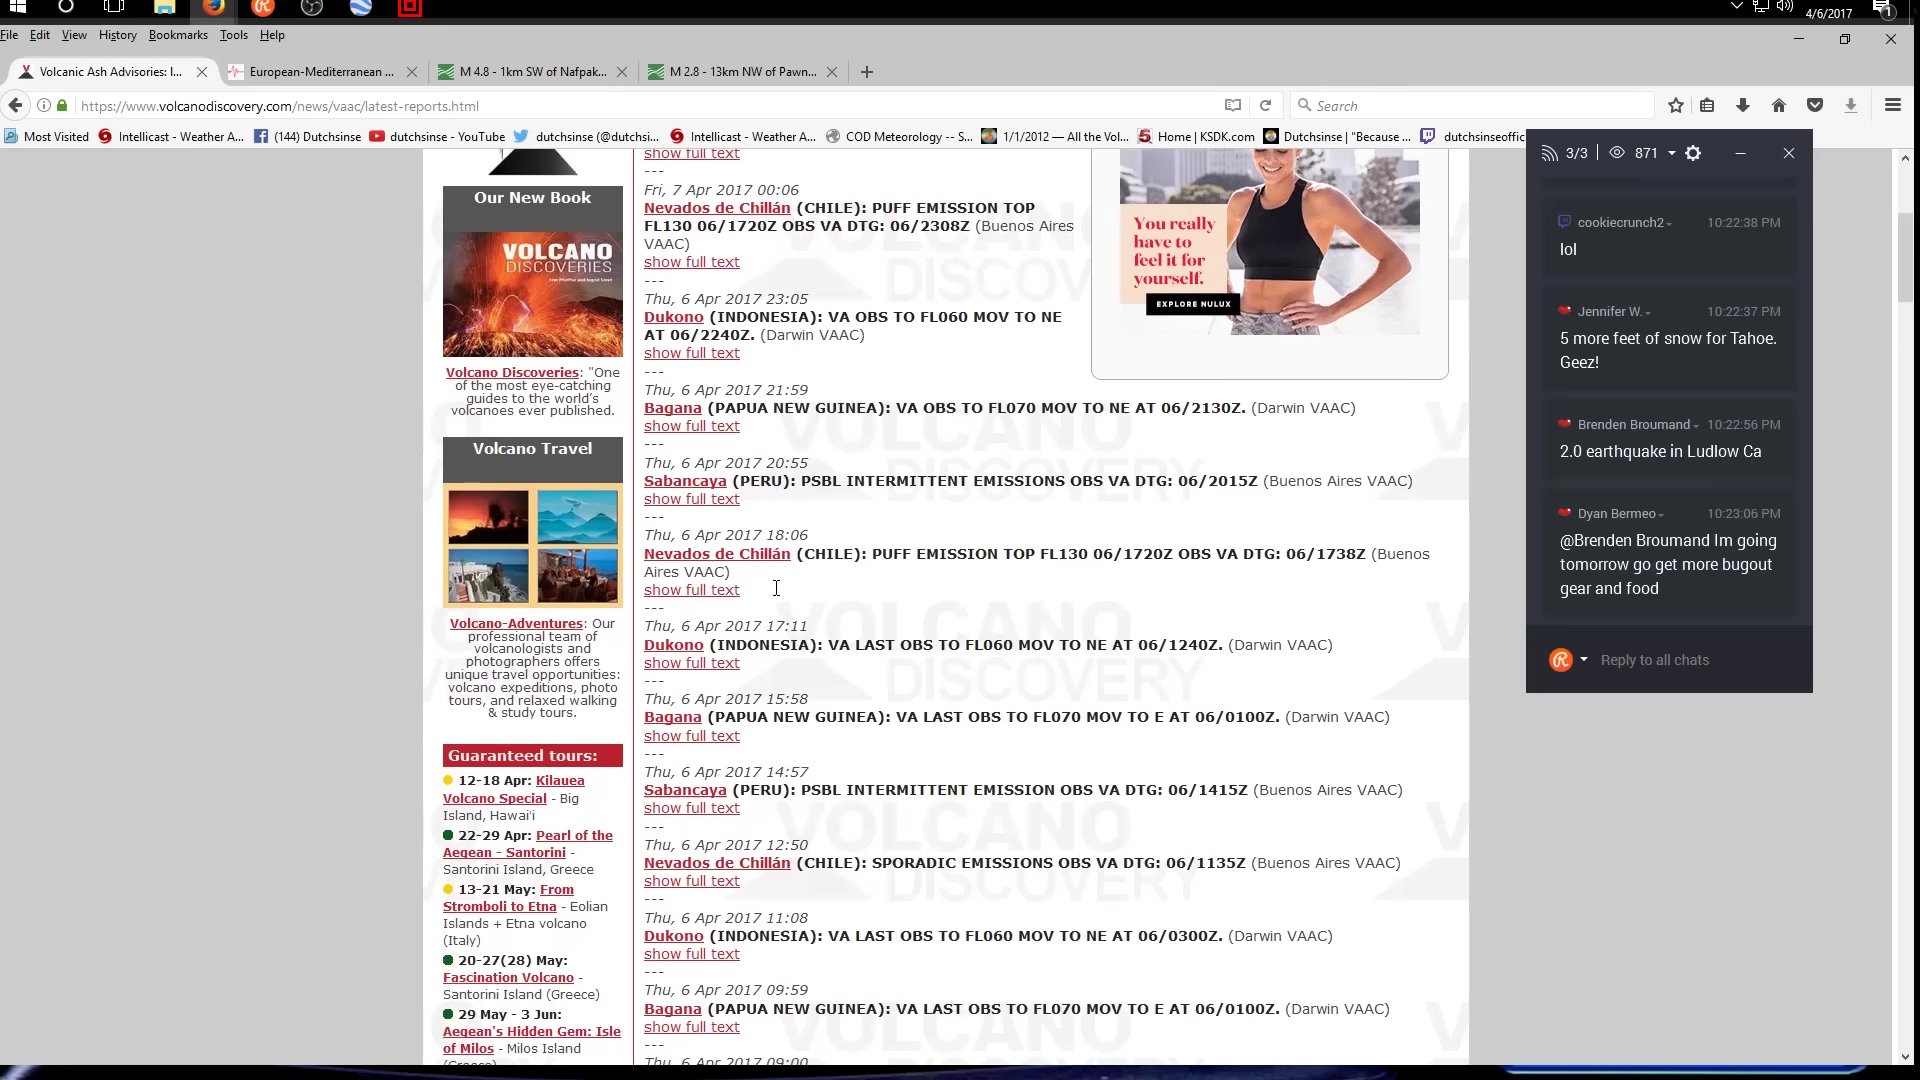 4/6/2017
1
File Edit View History Bookmarks Tools Help
Volcanic Ash Advisories: l...
European-Mediterranean ...
M 4.8 - 1km SW of Nafpak...
M 2.8 - 13km NW of Pawn...
https://www.volcanodiscovery.com/news/vaac/latest-reports.html
Search
Most Visited
Intellicast - Weather A...
(144) Dutchsinse
dutchsinse - YouTube
dutchsinse (@dutchsi...
Intellicast - Weather A...
COD Meteorology -- S...
1/1/2012 — All the Vol...
Home | KSDK.com
Dutchsinse | "Because ...
dutchsinseoffic
Our New Book
VOLCANO
DISCOVERIES
Volcano Discoveries: "One
of the most eye-catching
guides to the world's
volcanoes ever published.
Volcano Travel
Volcano-Adventures: Our
professional team of
volcanologists and
photographers offers
unique travel opportunities:
volcano expeditions, photo
tours, and relaxed walking
& study tours.
Guaranteed tours:
12-18 Apr: Kilauea
Volcano Special - Big
Island, Hawai'i
22-29 Apr: Pearl of the
Aegean - Santorini -
Santorini Island, Greece
13-21 May: From
Stromboli to Etna - Eolian
Islands + Etna volcano
(Italy)
20-27(28) May:
Fascination Volcano -
Santorini Island (Greece)
29 May - 3 Jun:
Aegean's Hidden Gem: Isle
of Milos - Milos Island
(Greece)
show full text
---
Fri, 7 Apr 2017 00:06
Nevados de Chillán (CHILE): PUFF EMISSION TOP
FL130 06/1720Z OBS VA DTG: 06/2308Z (Buenos Aires
VAAC)
show full text
---
Thu, 6 Apr 2017 23:05
Dukono (INDONESIA): VA OBS TO FL060 MOV TO NE
AT 06/2240Z. (Darwin VAAC)
show full text
---
Thu, 6 Apr 2017 21:59
Bagana (PAPUA NEW GUINEA): VA OBS TO FL070 MOV TO NE AT 06/2130Z. (Darwin VAAC)
show full text
---
Thu, 6 Apr 2017 20:55
Sabancaya (PERU): PSBL INTERMITTENT EMISSIONS OBS VA DTG: 06/2015Z (Buenos Aires VAAC)
show full text
---
Thu, 6 Apr 2017 18:06
Nevados de Chillán (CHILE): PUFF EMISSION TOP FL130 06/1720Z OBS VA DTG: 06/1738Z (Buenos
Aires VAAC)
show full text
---
Thu, 6 Apr 2017 17:11
Dukono (INDONESIA): VA LAST OBS TO FL060 MOV TO NE AT 06/1240Z. (Darwin VAAC)
show full text
---
Thu, 6 Apr 2017 15:58
Bagana (PAPUA NEW GUINEA): VA LAST OBS TO FL070 MOV TO E AT 06/0100Z. (Darwin VAAC)
show full text
---
Thu, 6 Apr 2017 14:57
Sabancaya (PERU): PSBL INTERMITTENT EMISSION OBS VA DTG: 06/1415Z (Buenos Aires VAAC)
show full text
---
Thu, 6 Apr 2017 12:50
Nevados de Chillán (CHILE): SPORADIC EMISSIONS OBS VA DTG: 06/1135Z (Buenos Aires VAAC)
show full text
---
Thu, 6 Apr 2017 11:08
Dukono (INDONESIA): VA LAST OBS TO FL060 MOV TO NE AT 06/0300Z. (Darwin VAAC)
show full text
---
Thu, 6 Apr 2017 09:59
Bagana (PAPUA NEW GUINEA): VA LAST OBS TO FL070 MOV TO E AT 06/0100Z. (Darwin VAAC)
show full text
---
Thu, 6 Apr 2017 09:00
VOLCANO
DISCOVERY
You really
have to
feel it for
yourself.
EXPLORE NULUX
3/3 871
cookiecrunch2 10:22:38 PM
lol
Jennifer W. 10:22:37 PM
5 more feet of snow for Tahoe.
Geez!
Brenden Broumand 10:22:56 PM
2.0 earthquake in Ludlow Ca
Dyan Bermeo 10:23:06 PM
@Brenden Broumand Im going
tomorrow go get more bugout
gear and food
Reply to all chats